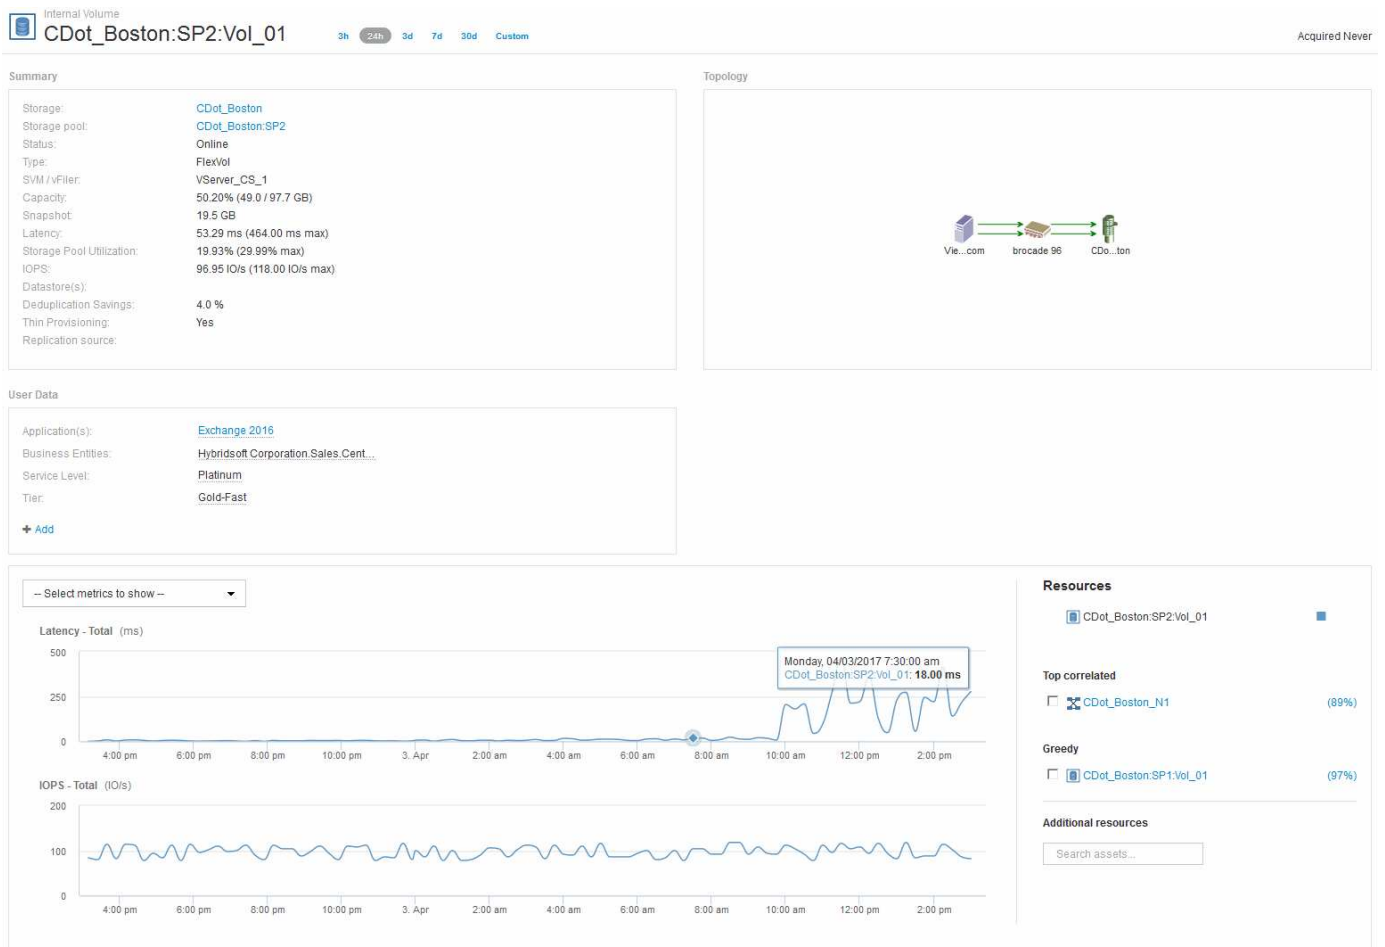 Internal Volume
CDot_Boston:SP2:Vol_01
3h 24h 3d 7d 30d Custom
Acquired Never
Summary
Storage: CDot_Boston
Storage pool: CDot_Boston:SP2
Status: Online
Type: FlexVol
SVM / vFiler: VServer_CS_1
Capacity: 50.20% (49.0 / 97.7 GB)
Snapshot: 19.5 GB
Latency: 53.29 ms (464.00 ms max)
Storage Pool Utilization: 19.93% (29.99% max)
IOPS: 96.95 IO/s (118.00 IO/s max)
Datastore(s):
Deduplication Savings: 4.0 %
Thin Provisioning: Yes
Replication source:
Topology
Vie...com brocade 96 CDo...ton
User Data
Application(s): Exchange 2016
Business Entities: Hybridsoft Corporation.Sales.Cent...
Service Level: Platinum
Tier: Gold-Fast
+ Add
-- Select metrics to show --
Latency - Total (ms)
500
250
0
Monday, 04/03/2017 7:30:00 am
CDot_Boston:SP2:Vol_01: 18.00 ms
4:00 pm 6:00 pm 8:00 pm 10:00 pm 3. Apr 2:00 am 4:00 am 6:00 am 8:00 am 10:00 am 12:00 pm 2:00 pm
IOPS - Total (IO/s)
200
100
0
4:00 pm 6:00 pm 8:00 pm 10:00 pm 3. Apr 2:00 am 4:00 am 6:00 am 8:00 am 10:00 am 12:00 pm 2:00 pm
Resources
CDot_Boston:SP2:Vol_01
Top correlated
CDot_Boston_N1 (89%)
Greedy
CDot_Boston:SP1:Vol_01 (97%)
Additional resources
Search assets...